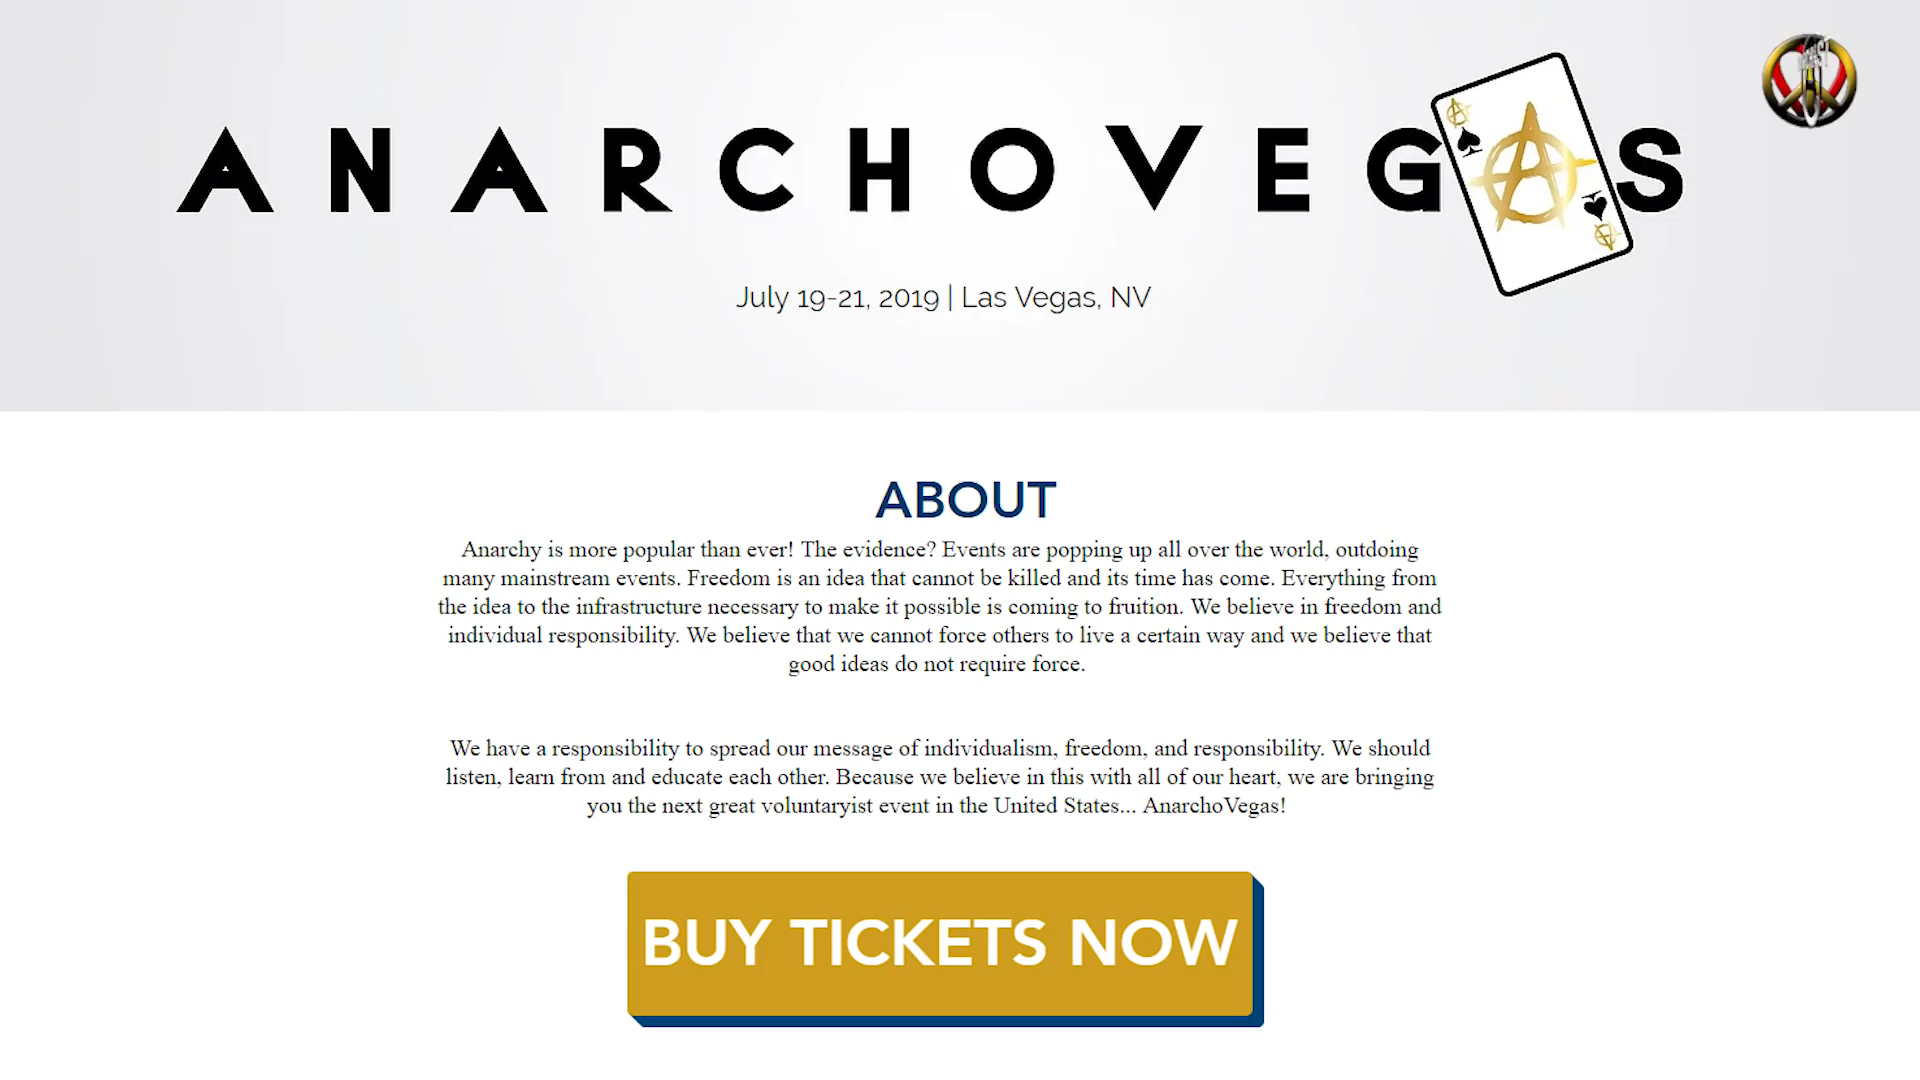 ANARCHOVEGAS
July 19-21, 2019 | Las Vegas, NV
ABOUT
Anarchy is more popular than ever! The evidence? Events are popping up all over the world, outdoing
many mainstream events. Freedom is an idea that cannot be killed and its time has come. Everything from
the idea to the infrastructure necessary to make it possible is coming to fruition. We believe in freedom and
individual responsibility. We believe that we cannot force others to live a certain way and we believe that
good ideas do not require force.
We have a responsibility to spread our message of individualism, freedom, and responsibility. We should
listen, learn from and educate each other. Because we believe in this with all of our heart, we are bringing
you the next great voluntaryist event in the United States... AnarchoVegas!
BUY TICKETS NOW